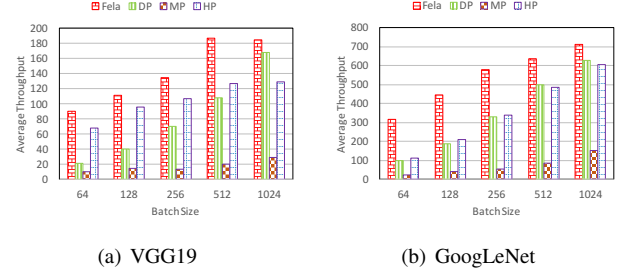 Fela DP MP HP
200
180
160
140
120
100
80
60
40
20
0
Average Throughput
64 128 256 512 1024
Batch Size
(a) VGG19
Fela DP MP HP
800
700
600
500
400
300
200
100
0
Average Throughput
64 128 256 512 1024
Batch Size
(b) GoogLeNet